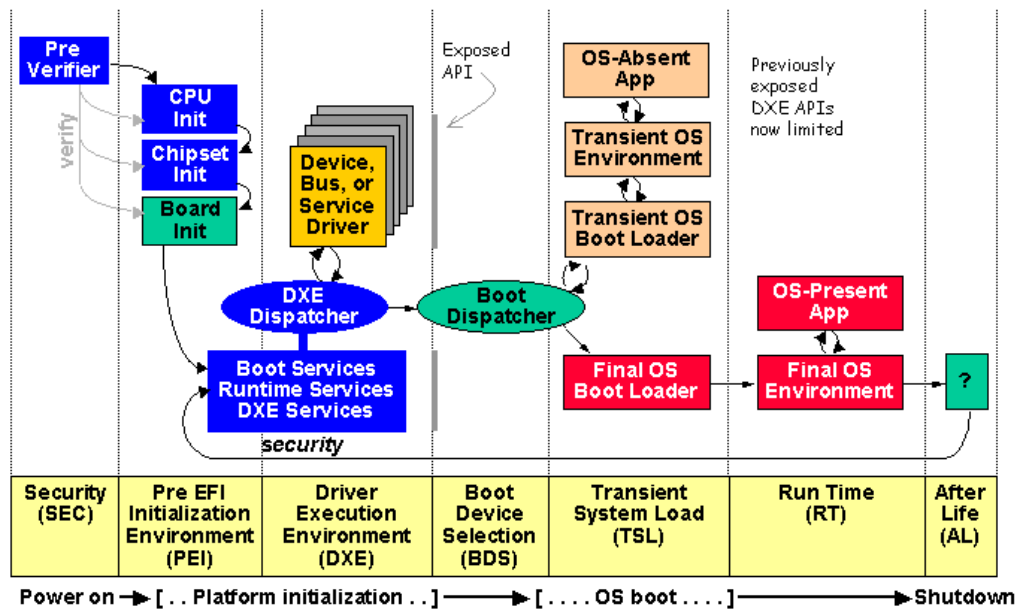 Pre
Verifier
verify
CPU
Init
Chipset
Init
Board
Init
Device,
Bus, or
Service
Driver
Exposed
API
DXE
Dispatcher
Boot
Dispatcher
Boot Services
Runtime Services
DXE Services
security
OS-Absent
App
Transient OS
Environment
Transient OS
Boot Loader
Final OS
Boot Loader
Previously
exposed
DXE APIs
now limited
OS-Present
App
Final OS
Environment
?
Security
(SEC)
Pre EFI
Initialization
Environment
(PEI)
Driver
Execution
Environment
(DXE)
Boot
Device
Selection
(BDS)
Transient
System Load
(TSL)
Run Time
(RT)
After
Life
(AL)
Power on [ . . Platform initialization . . ] [ . . . . OS boot . . . . ] Shutdown